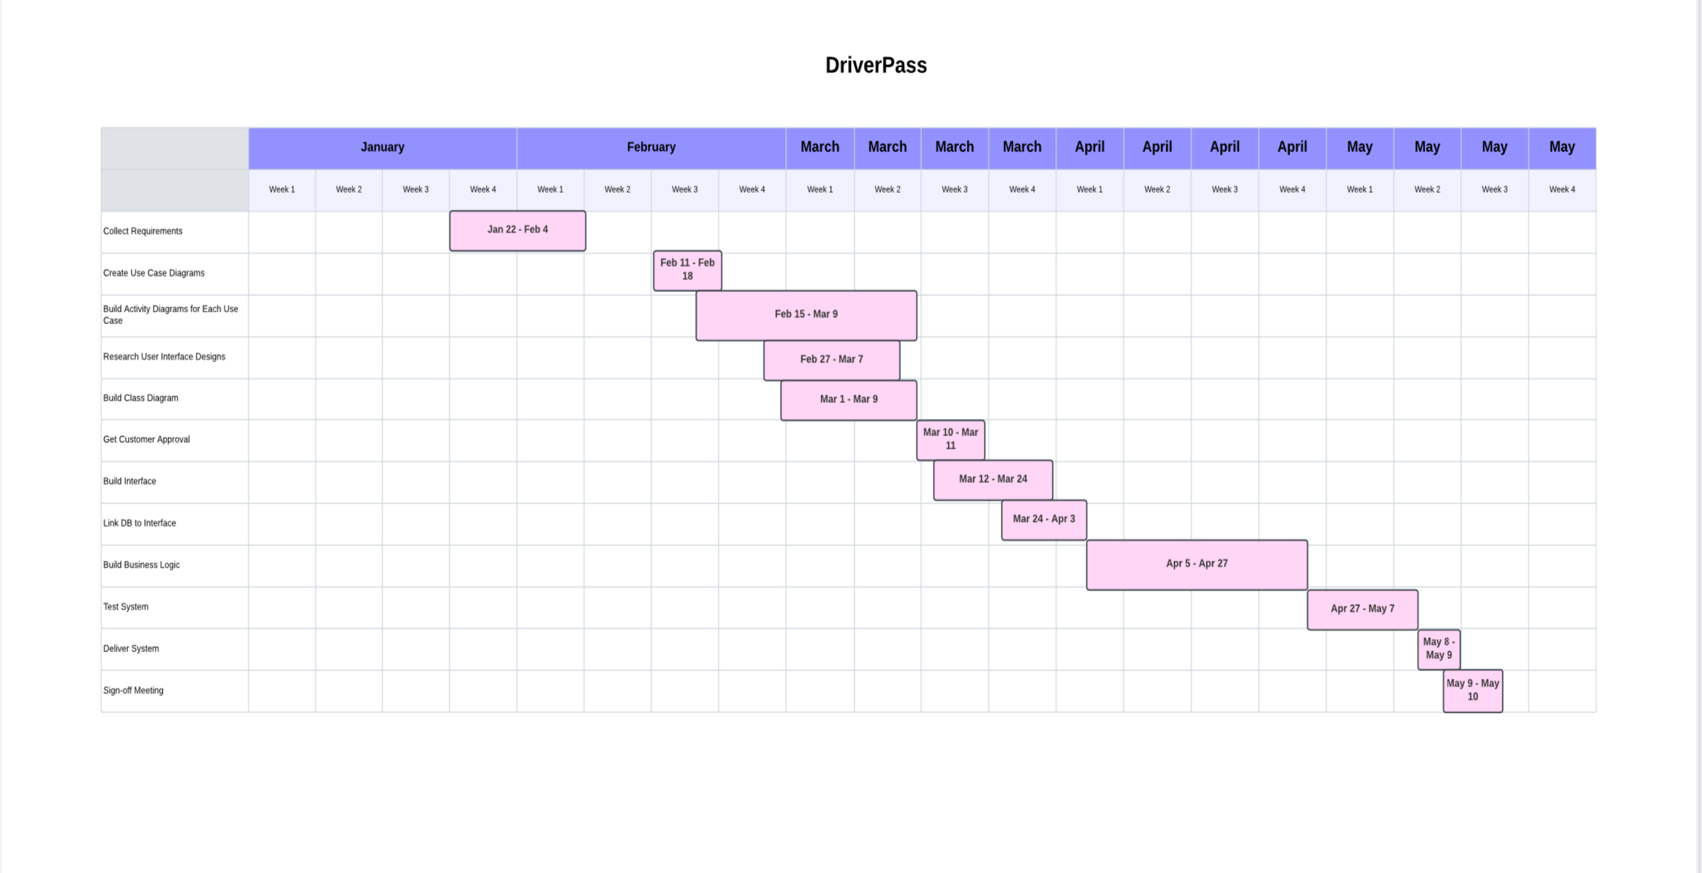 DriverPass
January February March March March March April April April April May May May May
Week 1 Week 2 Week 3 Week 4 Week 1 Week 2 Week 3 Week 4 Week 1 Week 2 Week 3 Week 4 Week 1 Week 2 Week 3 Week 4 Week 1 Week 2 Week 3 Week 4
Collect Requirements
Jan 22 - Feb 4
Create Use Case Diagrams
Feb 11 - Feb
18
Build Activity Diagrams for Each Use
Case
Feb 15 - Mar 9
Research User Interface Designs
Feb 27 - Mar 7
Build Class Diagram
Mar 1 - Mar 9
Get Customer Approval
Mar 10 - Mar
11
Build Interface
Mar 12 - Mar 24
Link DB to Interface
Mar 24 - Apr 3
Build Business Logic
Apr 5 - Apr 27
Test System
Apr 27 - May 7
Deliver System
May 8 -
May 9
Sign-off Meeting
May 9 - May
10